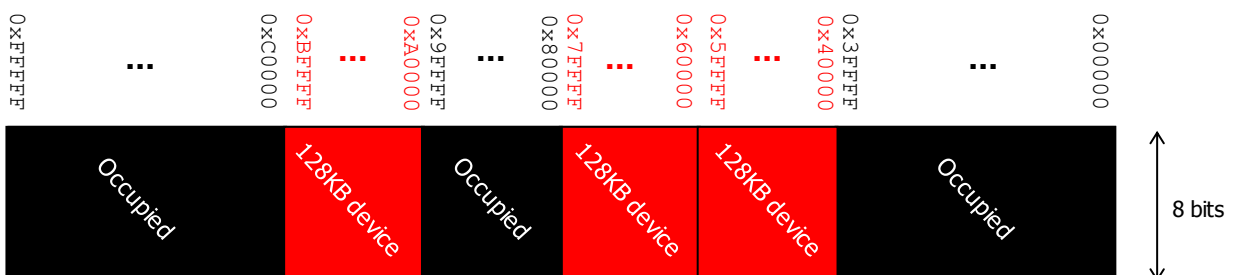 0xFFFFF
...
0xC0000
0xBFFFF
...
0xA0000
0x9FFFF
...
0x80000
0x7FFFF
...
0x60000
0x5FFFF
...
0x40000
0x3FFFF
...
0x00000
Occupied
128KB device
Occupied
128KB device
128KB device
Occupied
8 bits